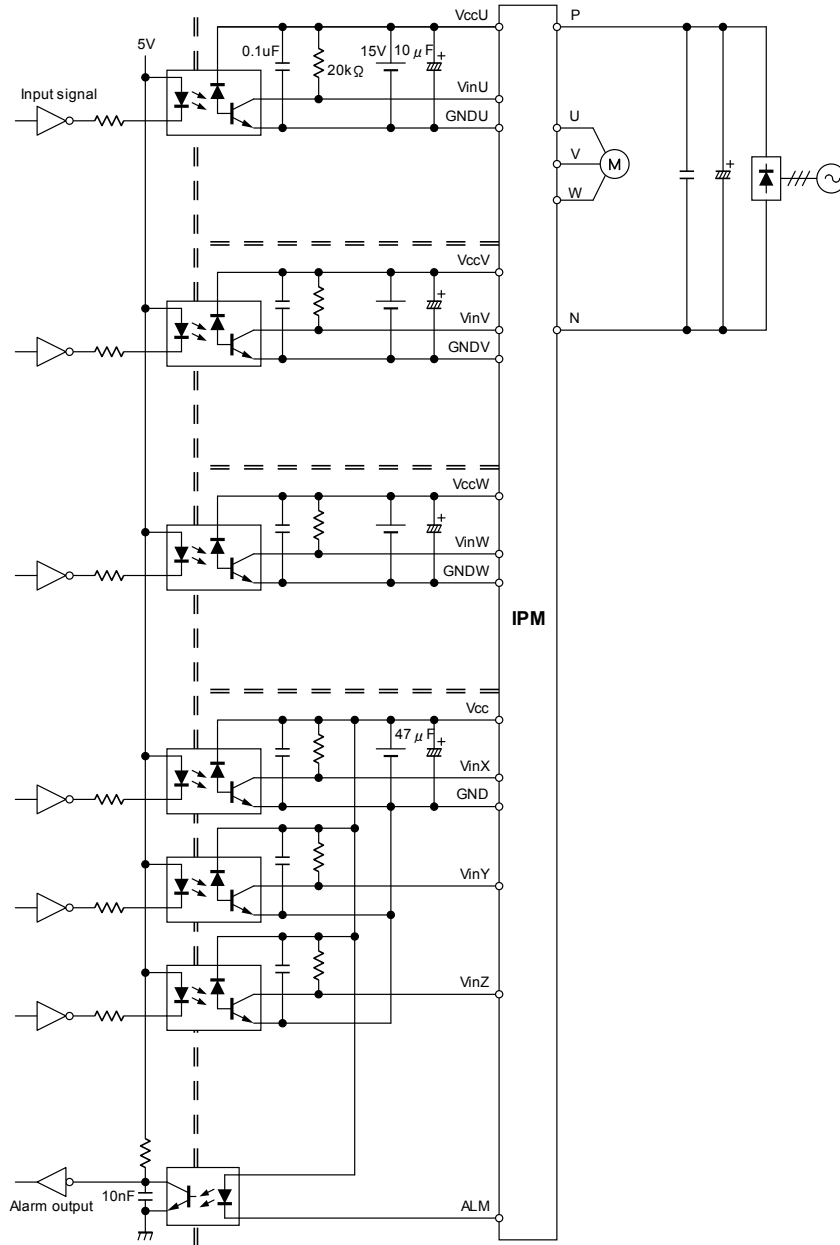 VccU
P
5V
0.1uF
15V
10μF
+
20kΩ
Input signal
VinU
GNDU
U
V
M
W
+
VccV
+
VinV
GNDV
N
VccW
+
VinW
GNDW
IPM
Vcc
47μF
+
VinX
GND
VinY
VinZ
10nF
Alarm output
ALM